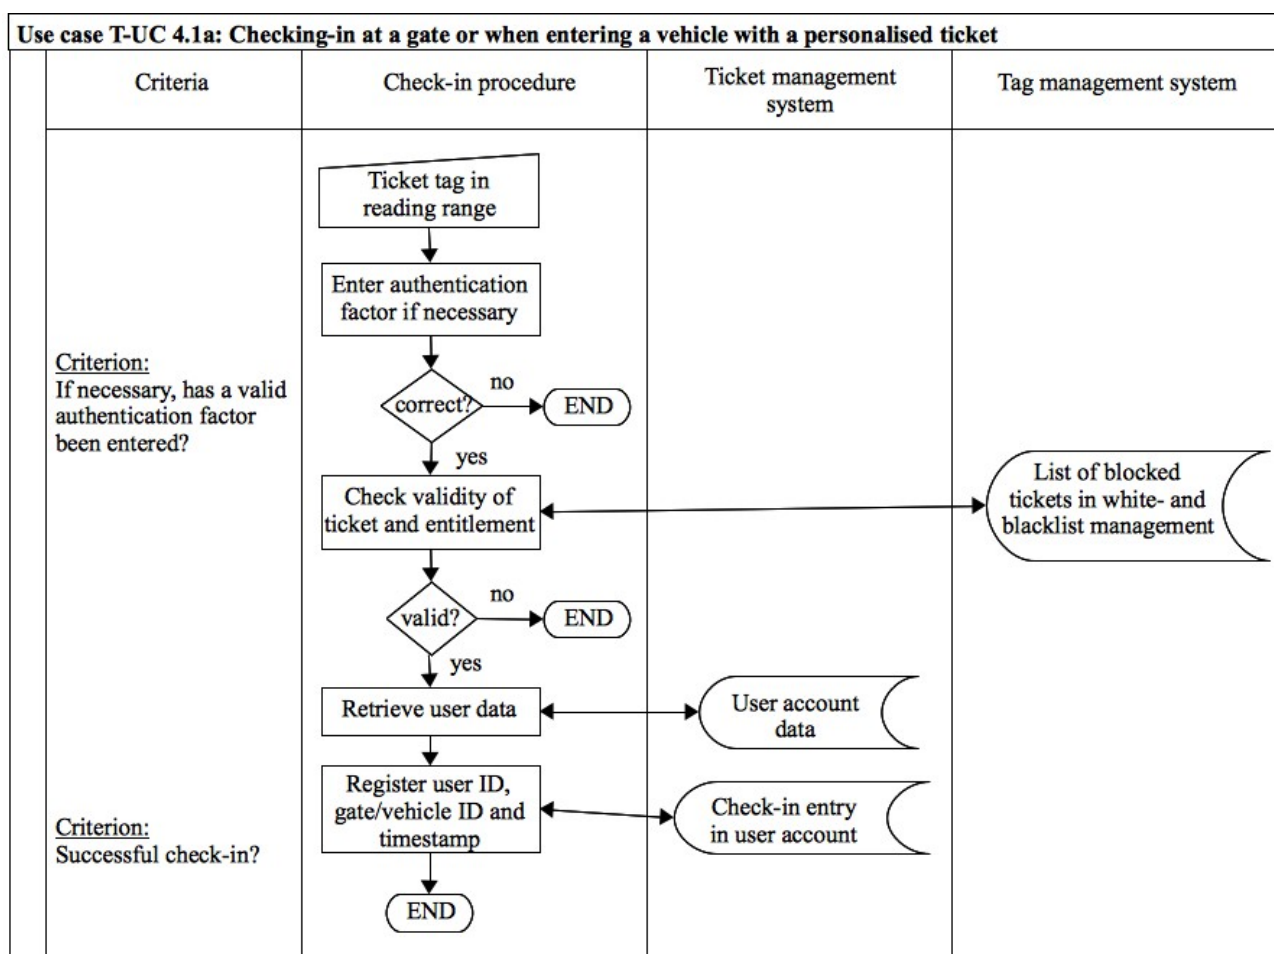 Use case T-UC 4.1a: Checking-in at a gate or when entering a vehicle with a personalised ticket
Criteria
Check-in procedure
Ticket management
system
Tag management system
Ticket tag in
reading range
Enter authentication
factor if necessary
Criterion:
If necessary, has a valid
authentication factor
been entered?
correct?
no
END
yes
Check validity of
ticket and entitlement
List of blocked
tickets in white- and
blacklist management
valid?
no
END
yes
Retrieve user data
User account
data
Register user ID,
gate/vehicle ID and
timestamp
Check-in entry
in user account
Criterion:
Successful check-in?
END